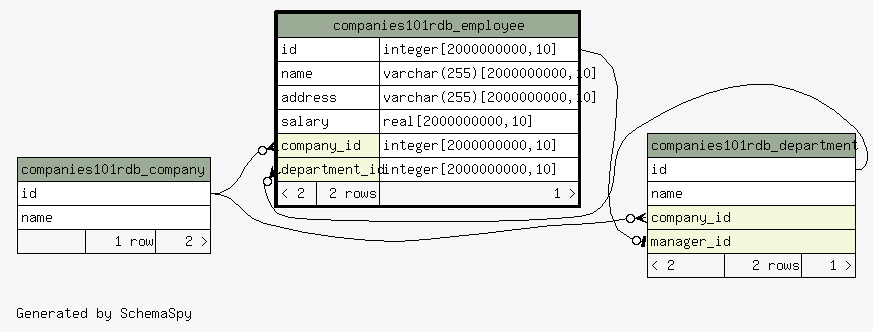 companies101rdb_employee
id integer[2000000000,10]
name varchar(255)[2000000000,10]
address varchar(255)[2000000000,10]
salary real[2000000000,10]
company_id integer[2000000000,10]
department_id integer[2000000000,10]
< 2 2 rows 1 >
companies101rdb_company
id
name
1 row 2 >
companies101rdb_department
id
name
company_id
manager_id
< 2 2 rows 1 >
Generated by SchemaSpy